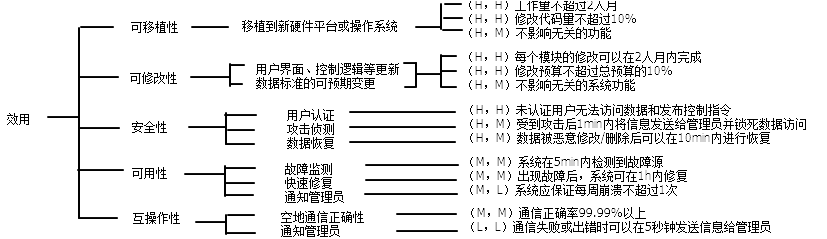 （H，H）工作量不超过2人月
可移植性 移植到新硬件平台或操作系统 （H，H）修改代码量不超过10%
（H，M）不影响无关的功能
（H，H）每个模块的修改可以在2人月内完成
可修改性 用户界面、控制逻辑等更新 （H，H）修改预算不超过总预算的10%
数据标准的可预期变更 （H，M）不影响无关的系统功能
用户认证 （H，H）未认证用户无法访问数据和发布控制指令
效用 安全性 攻击侦测 （H，M）受到攻击后1min内将信息发送给管理员并锁死数据访问
数据恢复 （H，M）数据被恶意修改/删除后可以在10min内进行恢复
故障监测 （M，M）系统在5min内检测到故障源
可用性 快速修复 （M，M）出现故障后，系统可在1h内修复
通知管理员 （M，L）系统应保证每周崩溃不超过1次
互操作性 空地通信正确性 （M，M）通信正确率99.99%以上
通知管理员 （L，L）通信失败或出错时可以在5秒钟发送信息给管理员